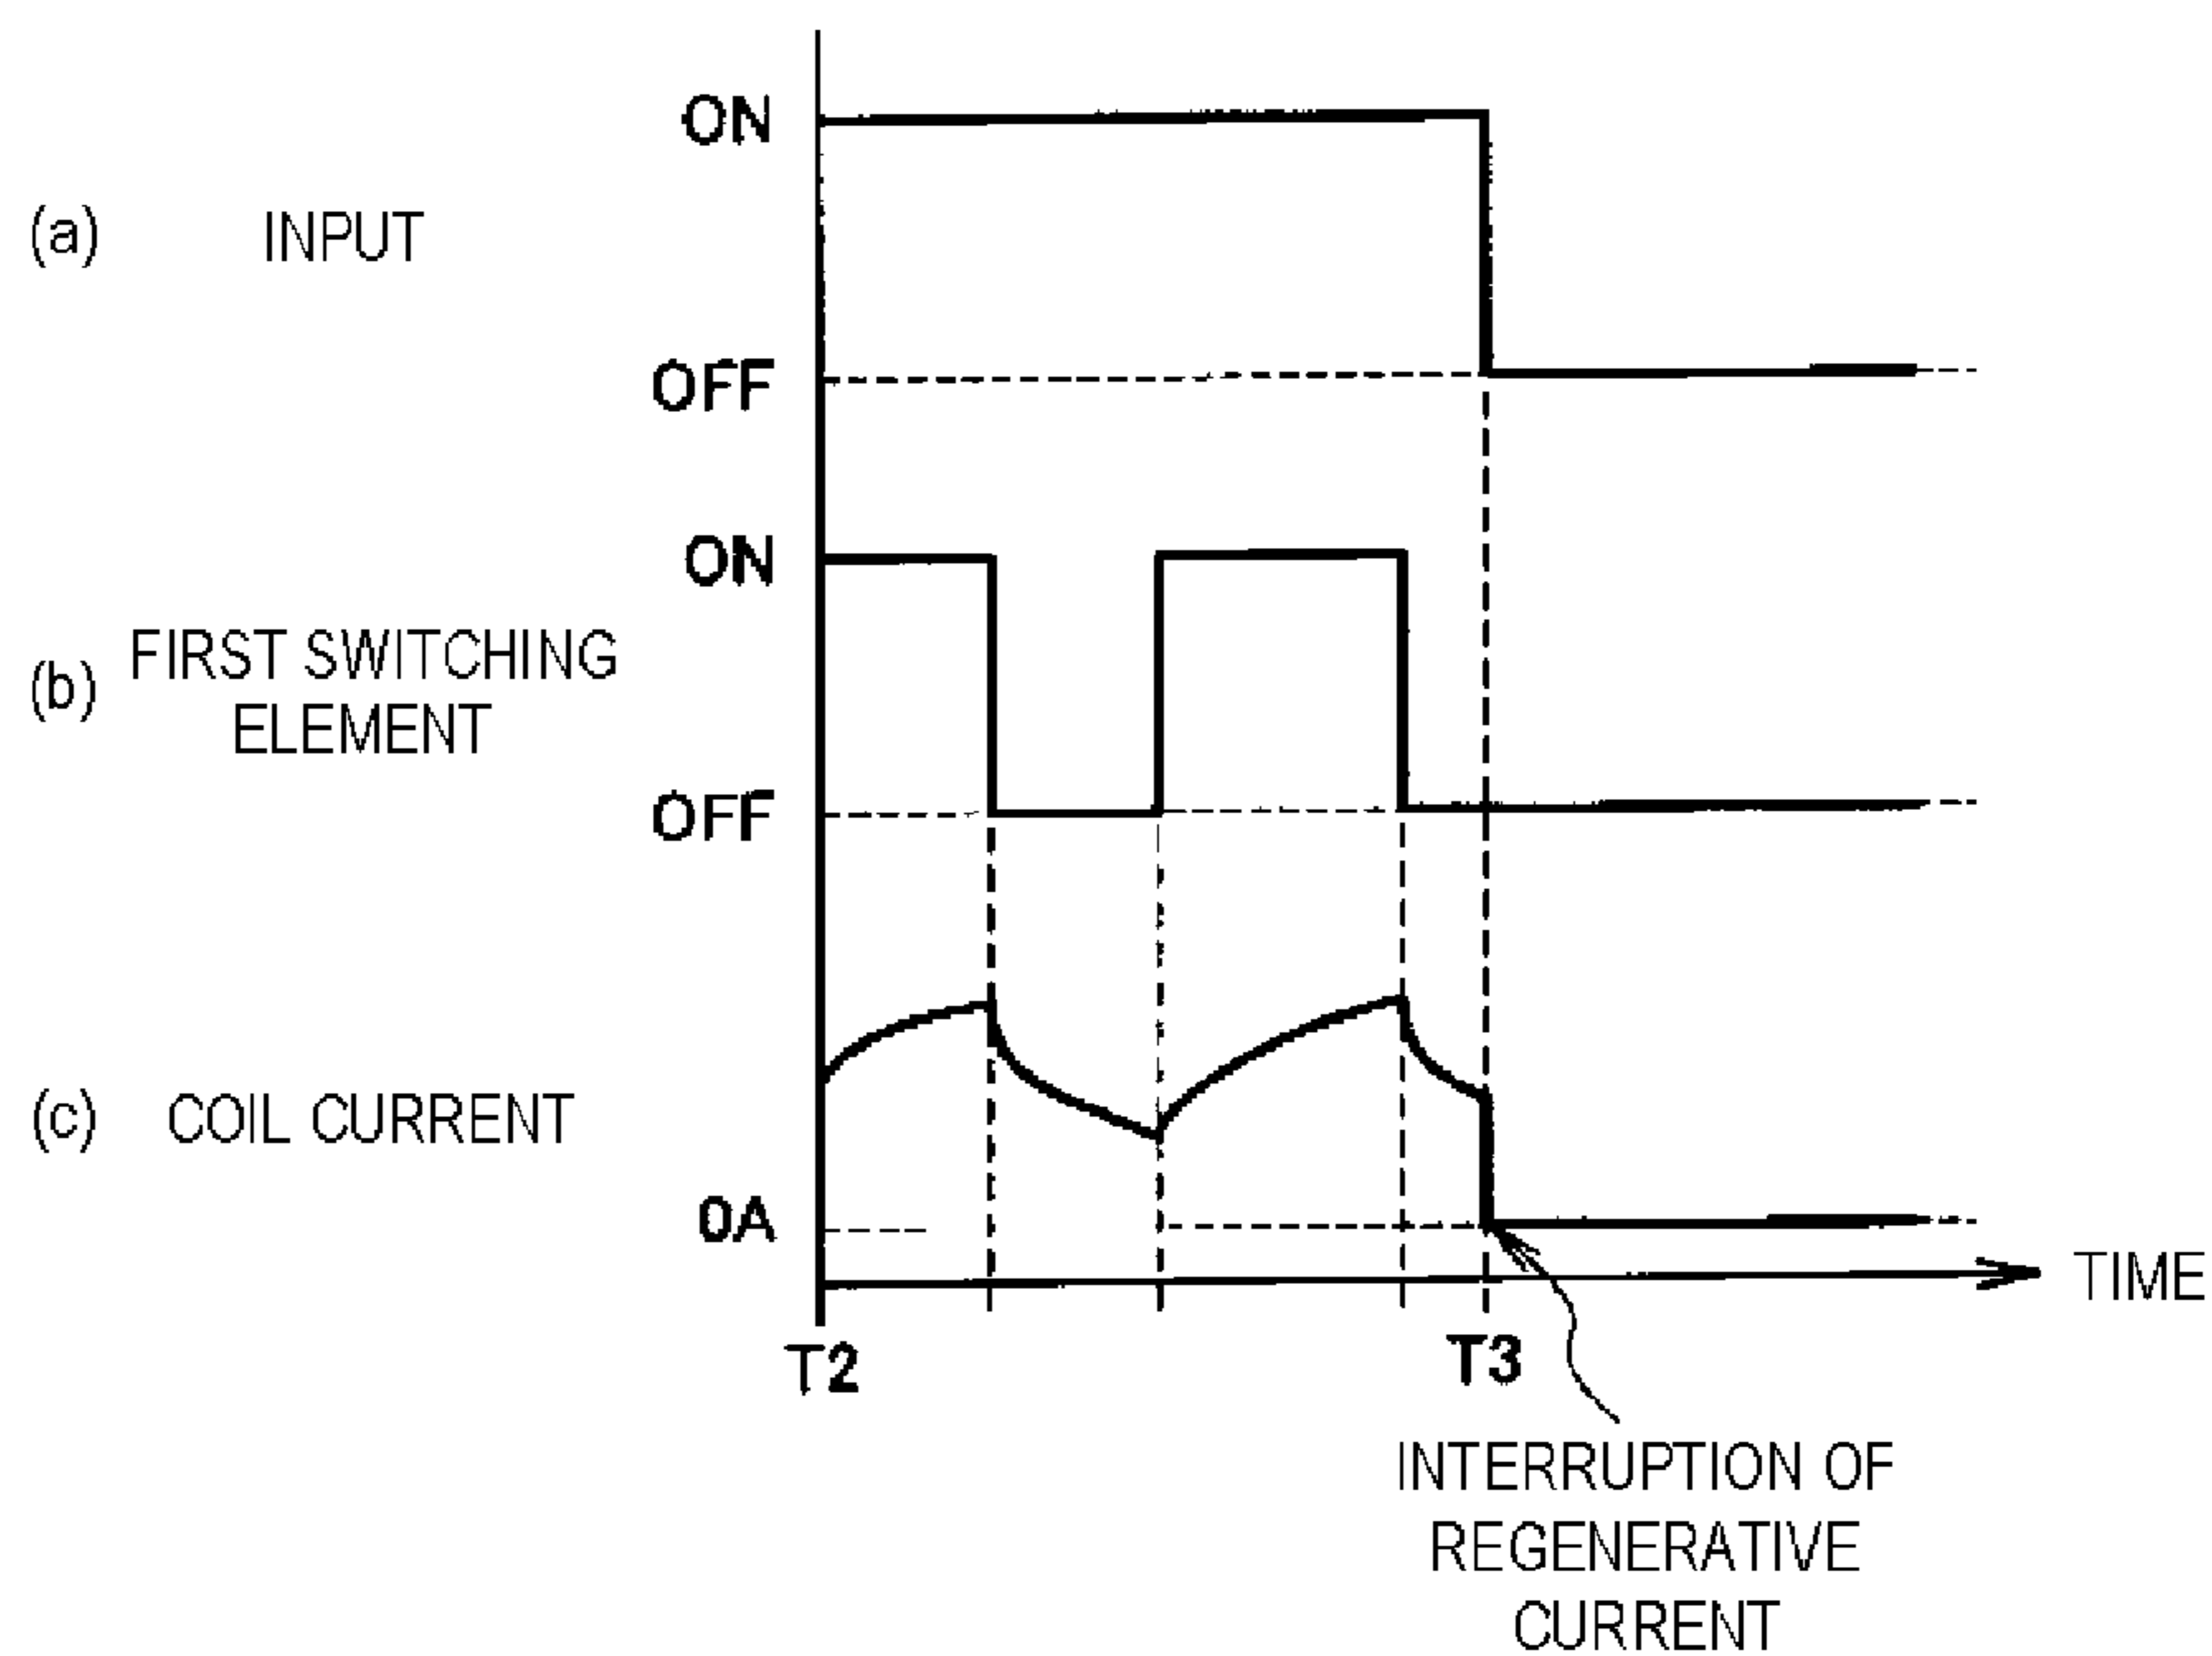 ON
(a) INPUT
OFF
ON
(b) FIRST SWITCHING
ELEMENT
OFF
(c) COIL CURRENT
0A
TIME
T2 T3
INTERRUPTION OF
REGENERATIVE
CURRENT